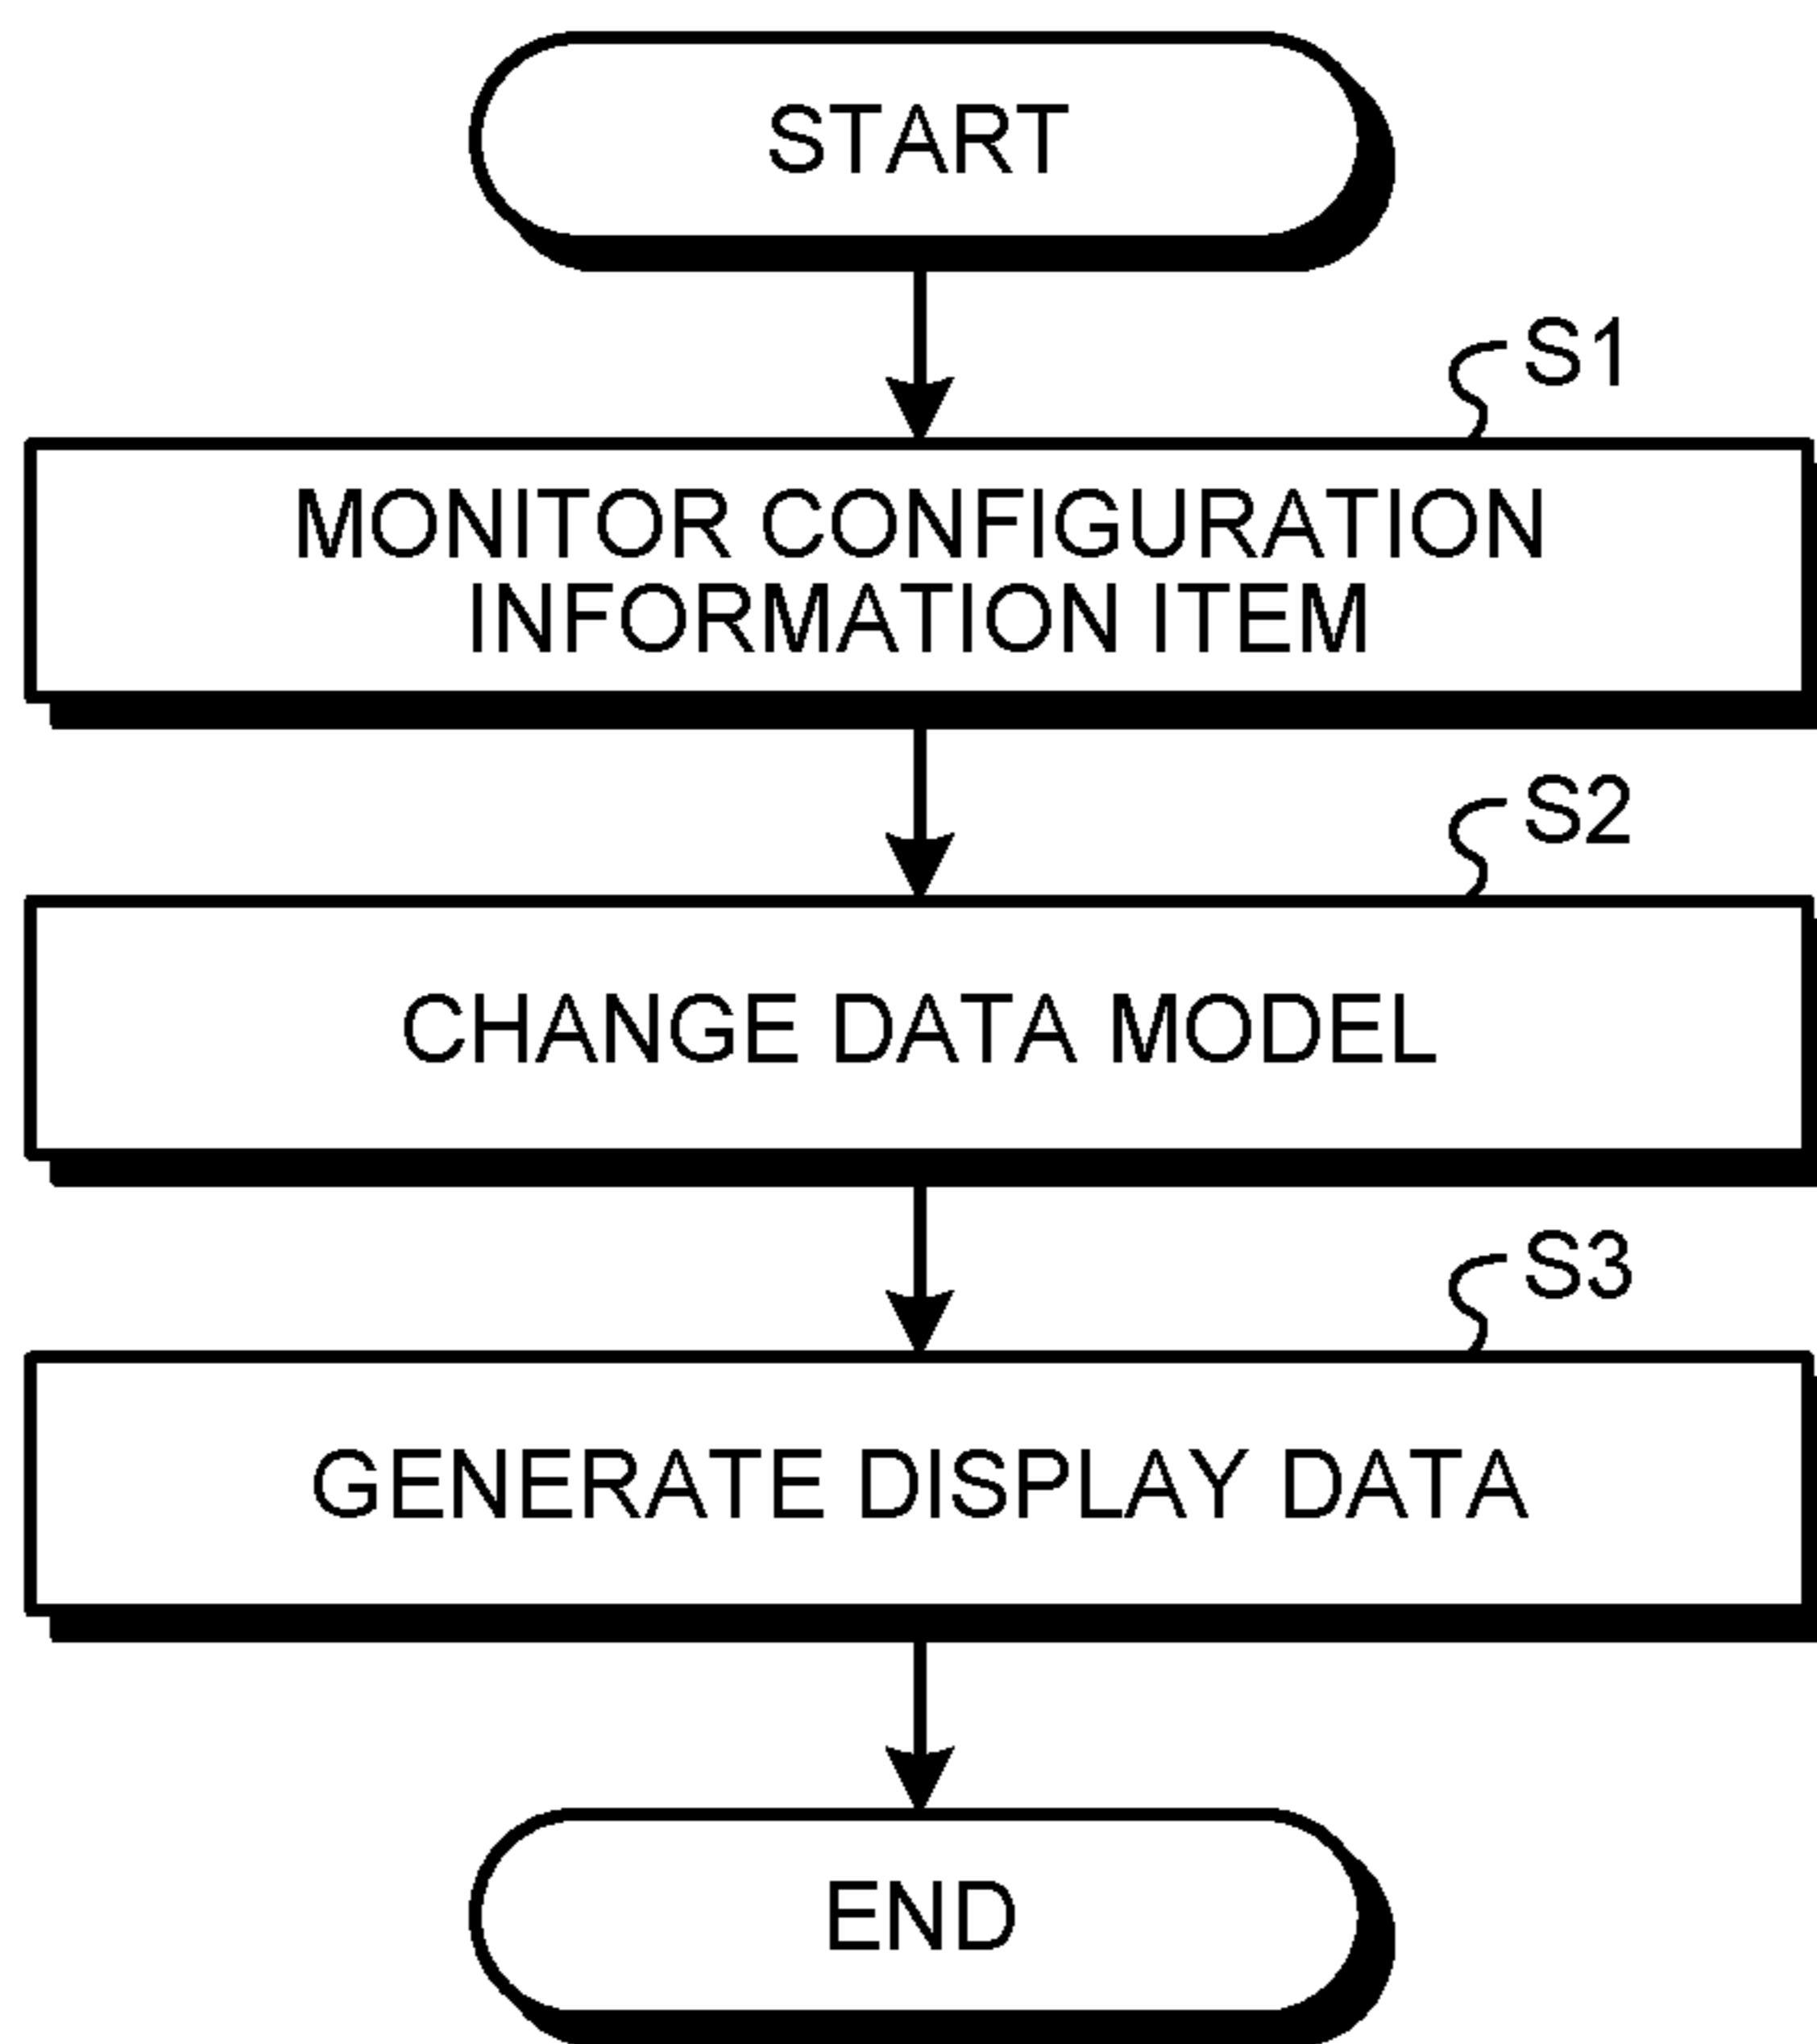 START
S1
MONITOR CONFIGURATION
INFORMATION ITEM
S2
CHANGE DATA MODEL
S3
GENERATE DISPLAY DATA
END